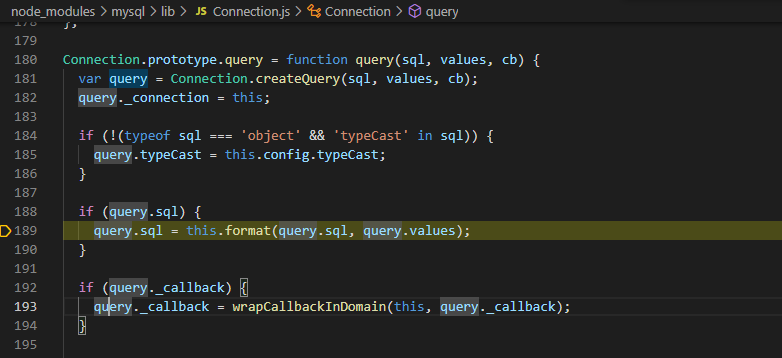 node_modules > mysql > lib > JS Connection.js > Connection > query
178 };
179
180 Connection.prototype.query = function query(sql, values, cb) {
181   var query = Connection.createQuery(sql, values, cb);
182   query._connection = this;
183
184   if (!(typeof sql === 'object' && 'typeCast' in sql)) {
185     query.typeCast = this.config.typeCast;
186   }
187
188   if (query.sql) {
189     query.sql = this.format(query.sql, query.values);
190   }
191
192   if (query._callback) {
193     query._callback = wrapCallbackInDomain(this, query._callback);
194   }
195